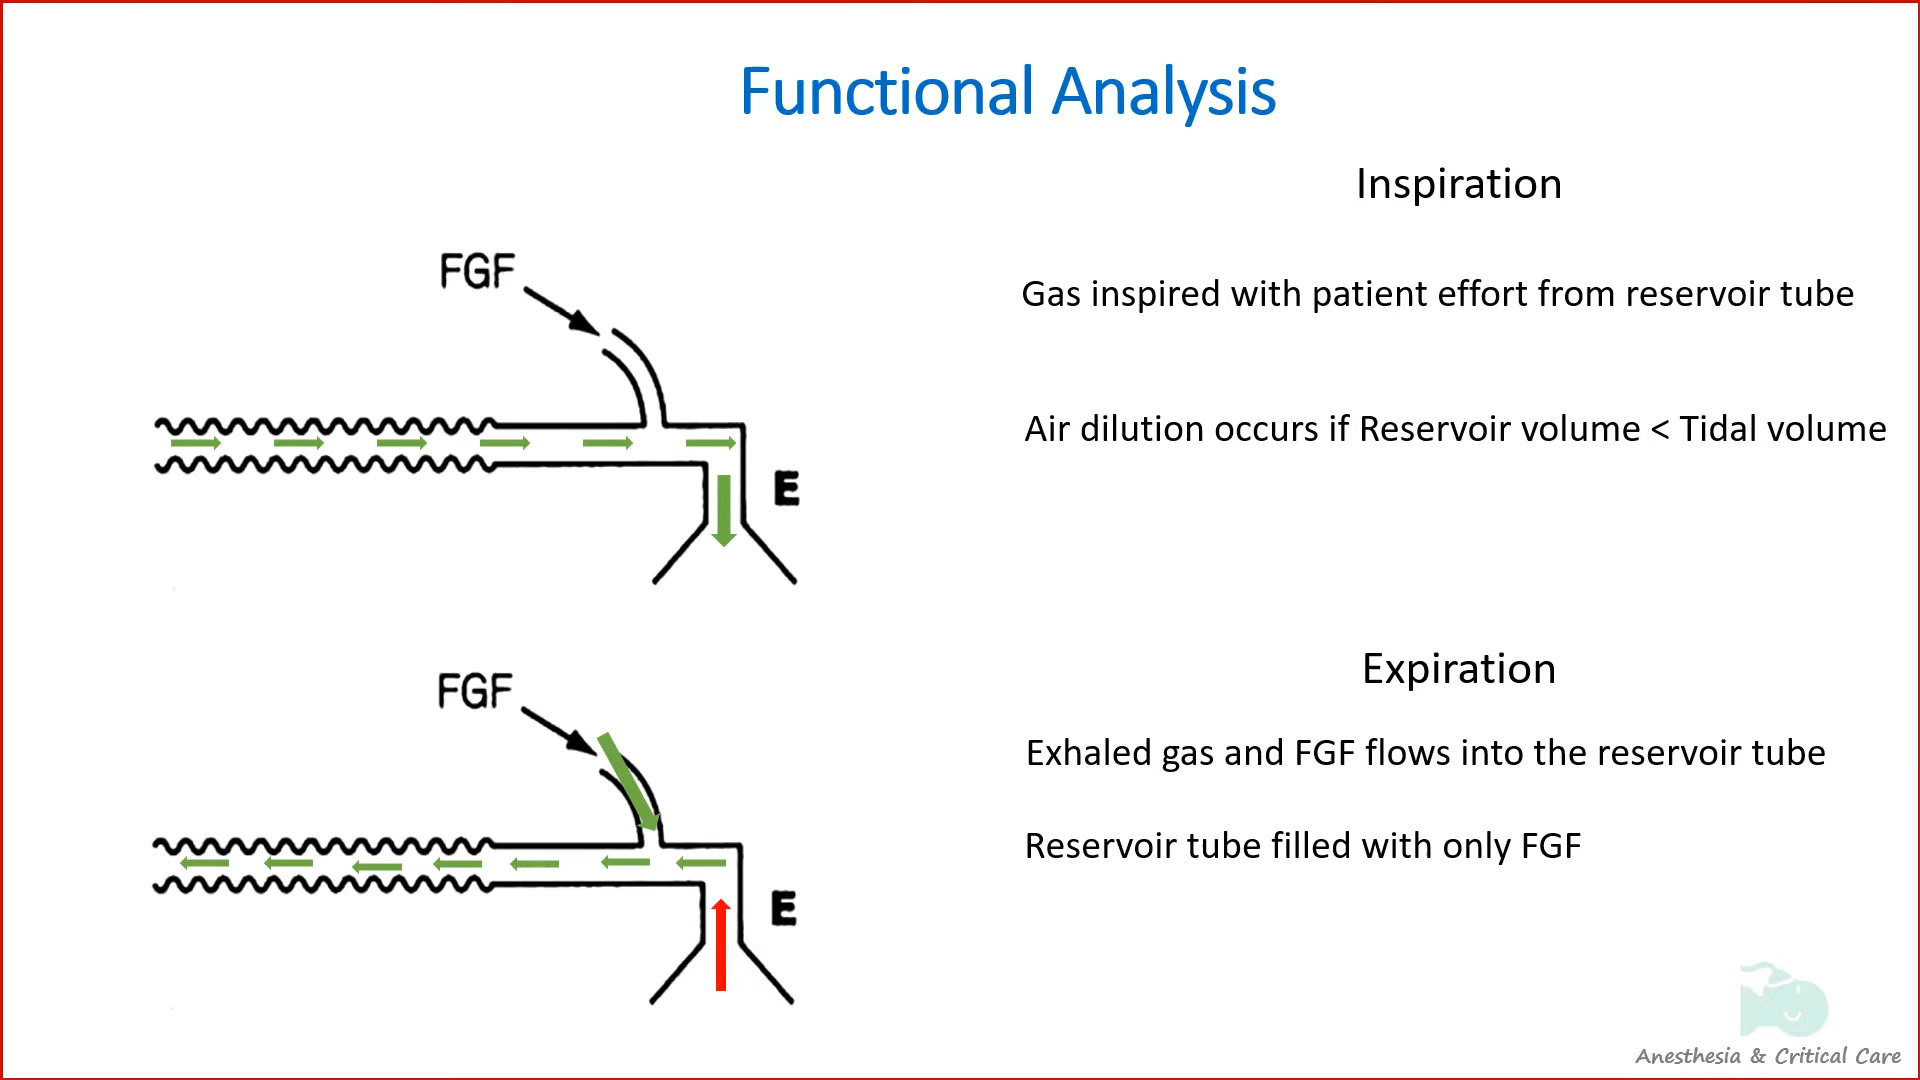 Functional Analysis
Inspiration
FGF
Gas inspired with patient effort from reservoir tube
Air dilution occurs if Reservoir volume < Tidal volume
E
Expiration
FGF
Exhaled gas and FGF flows into the reservoir tube
Reservoir tube filled with only FGF
E
Anesthesia & Critical Care